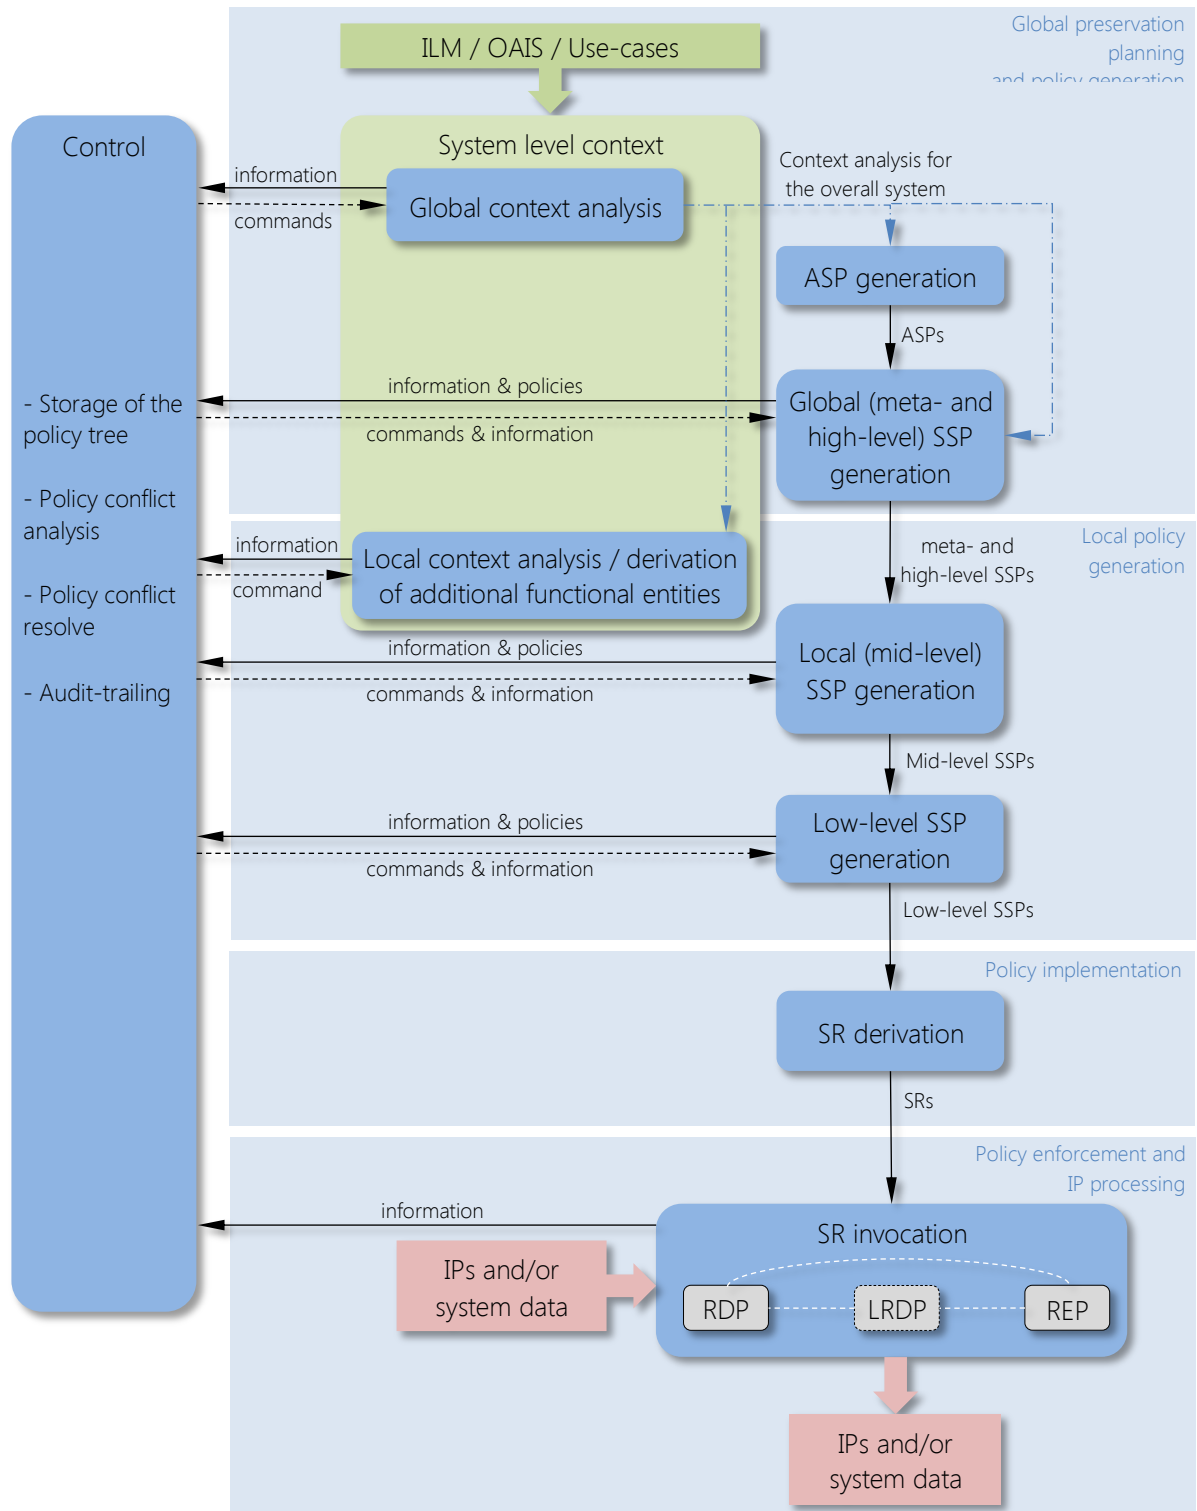 Global preservation
planning
and policy generation
ILM / OAIS / Use-cases
Control
- Storage of the
policy tree
- Policy conflict
analysis
- Policy conflict
resolve
- Audit-trailing
System level context
information
commands
Global context analysis
Context analysis for
the overall system
ASP generation
ASPs
information & policies
commands & information
Global (meta- and
high-level) SSP
generation
Local policy
generation
meta- and
high-level SSPs
information
command
Local context analysis / derivation
of additional functional entities
information & policies
commands & information
Local (mid-level)
SSP generation
Mid-level SSPs
information & policies
commands & information
Low-level SSP
generation
Low-level SSPs
Policy implementation
SR derivation
SRs
Policy enforcement and
IP processing
information
SR invocation
IPs and/or
system data
RDP
LRDP
REP
IPs and/or
system data